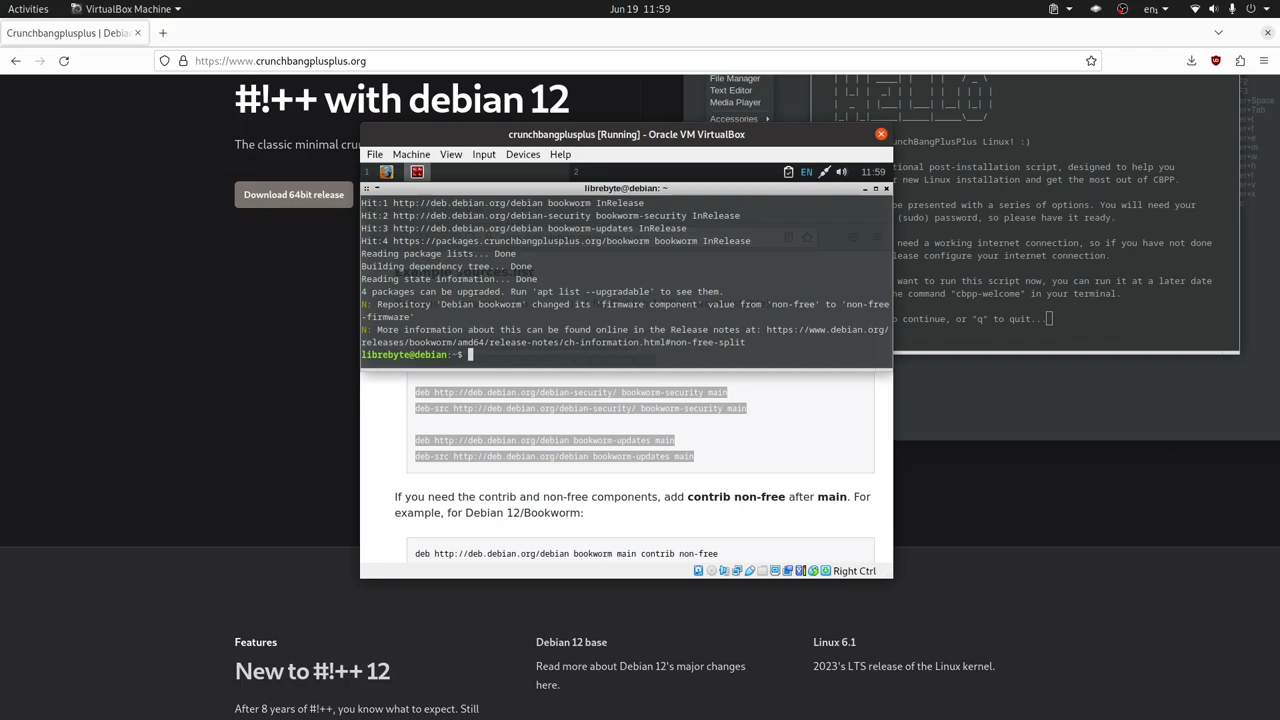 Activities
VirtualBox Machine
Jun 19 11:59
en₁
Crunchbangplusplus | Debia
https://www.crunchbangplusplus.org
#!++ with debian 12
The classic minimal cru
Download 64bit release
File Manager
Text Editor
Media Player
Accessories
unchBangPlusPlus Linux! :)
tional post-installation script, designed to help you
r new Linux installation and get the most out of CBPP.
be presented with a series of options. You will need your
(sudo) password, so please have it ready.
need a working internet connection, so if you have not done
lease configure your internet connection.
want to run this script now, you can run it at a later date
he command "cbpp-welcome" in your terminal.
o continue, or "q" to quit...
F3
er+Space
er+Tab
crunchbangplusplus [Running] - Oracle VM VirtualBox
File Machine View Input Devices Help
1
2
EN
11:59
librebyte@debian: ~
Hit:1 http://deb.debian.org/debian bookworm InRelease
Hit:2 http://deb.debian.org/debian-security bookworm-security InRelease
Hit:3 http://deb.debian.org/debian bookworm-updates InRelease
Hit:4 https://packages.crunchbangplusplus.org/bookworm bookworm InRelease
Reading package lists... Done
Building dependency tree... Done
Reading state information... Done
4 packages can be upgraded. Run 'apt list --upgradable' to see them.
N: Repository 'Debian bookworm' changed its 'firmware component' value from 'non-free' to 'non-free
-firmware'
N: More information about this can be found online in the Release notes at: https://www.debian.org/
releases/bookworm/amd64/release-notes/ch-information.html#non-free-split
librebyte@debian:~$
deb http://deb.debian.org/debian-security/ bookworm-security main
deb-src http://deb.debian.org/debian-security/ bookworm-security main
deb http://deb.debian.org/debian bookworm-updates main
deb-src http://deb.debian.org/debian bookworm-updates main
If you need the contrib and non-free components, add contrib non-free after main. For
example, for Debian 12/Bookworm:
deb http://deb.debian.org/debian bookworm main contrib non-free
Right Ctrl
Features
New to #!++ 12
After 8 years of #!++, you know what to expect. Still
Debian 12 base
Read more about Debian 12's major changes
here.
Linux 6.1
2023's LTS release of the Linux kernel.